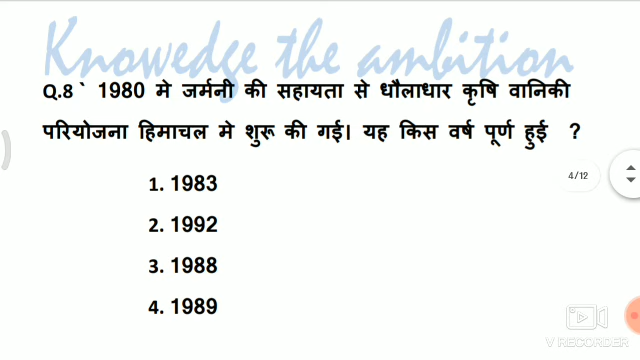 Knowedge the ambition
Q.8` 1980 मे जर्मनी की सहायता से धौलाधार कृषि वानिकी
परियोजना हिमाचल मे शुरू की गई। यह किस वर्ष पूर्ण हुई ?
1. 1983
4/12
2. 1992
3. 1988
4. 1989
V RECORDER